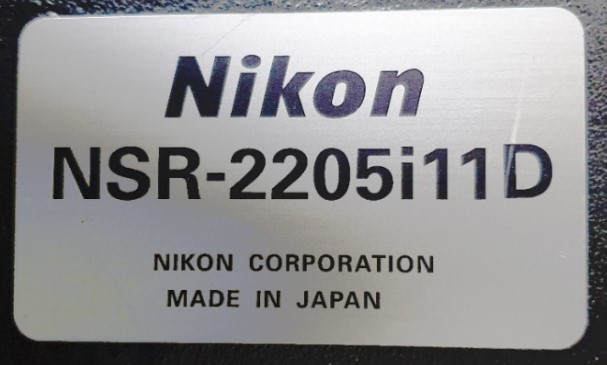 Nikon
NSR-2205i11D
NIKON CORPORATION
MADE IN JAPAN